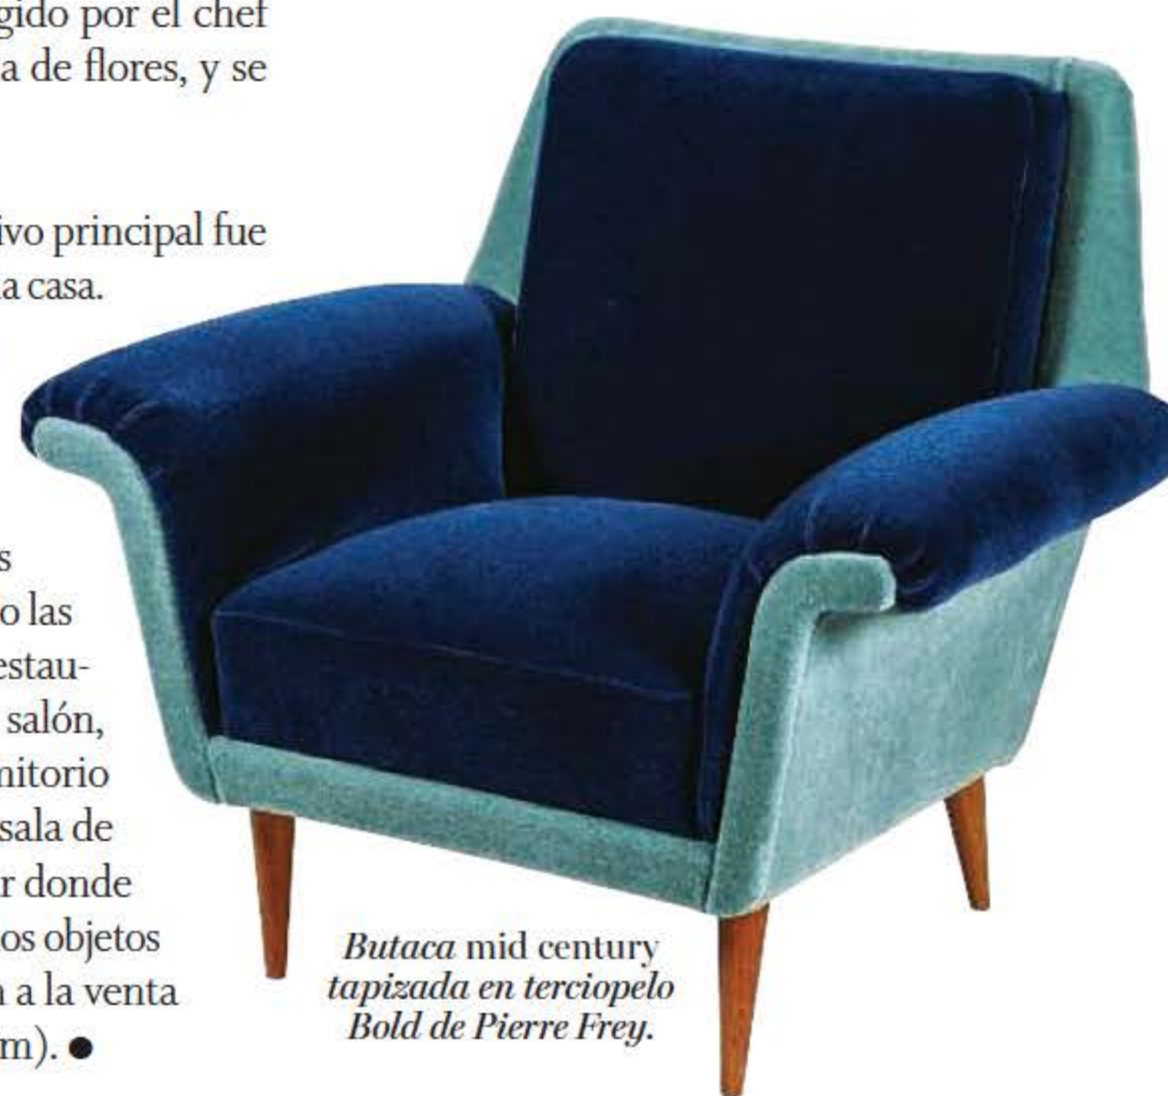 gido por el chef
a de flores, y se
ivo principal fue
a casa.
s
o las
estau-
salón,
mitorio
sala de
r donde
os objetos
a la venta
m). ●
Butaca mid century
tapizada en terciopelo
Bold de Pierre Frey.